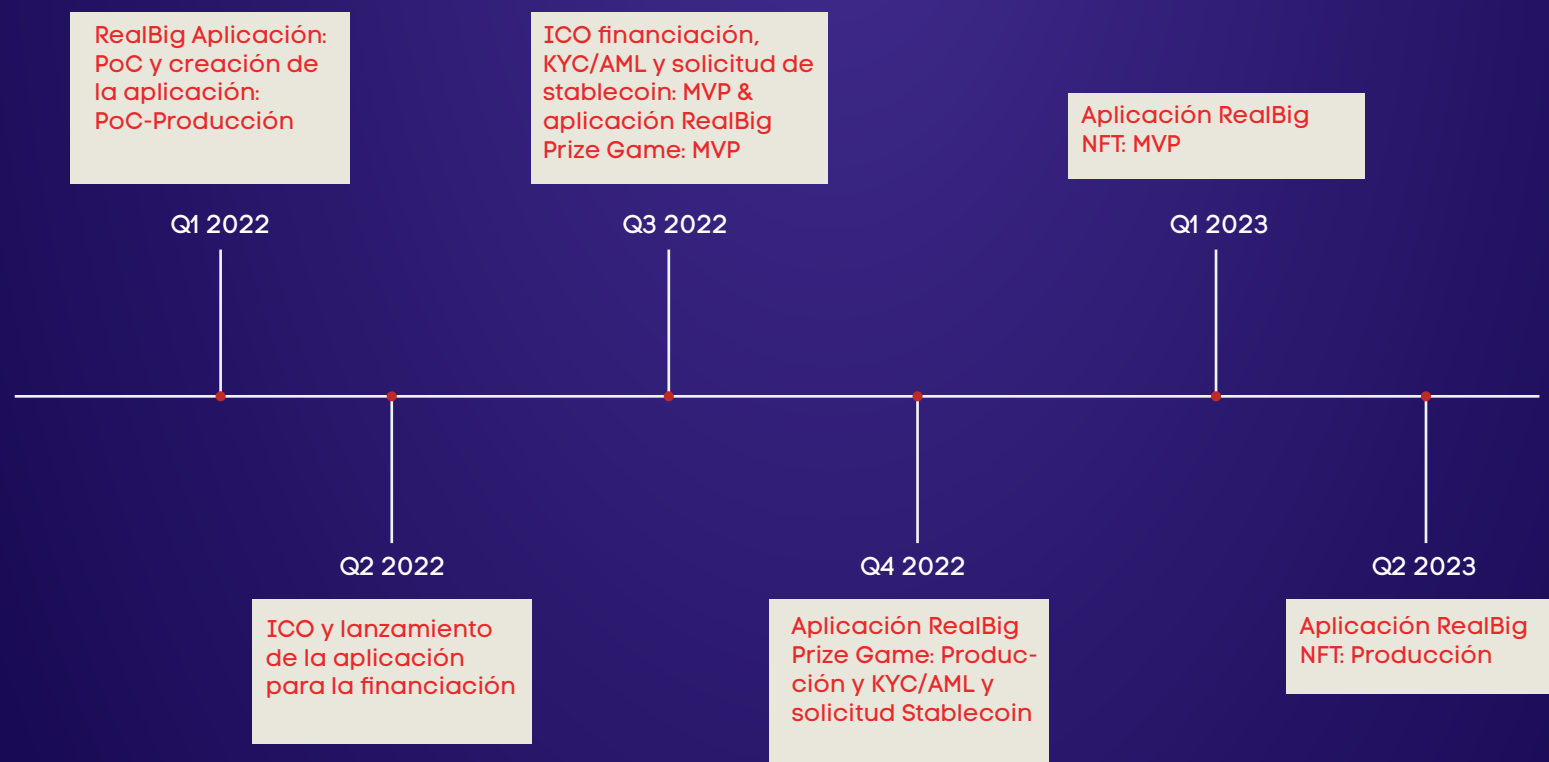 RealBig Aplicación:
PoC y creación de
la aplicación:
PoC-Producción
Q1 2022
ICO financiación,
KYC/AML y solicitud de
stablecoin: MVP &
aplicación RealBig
Prize Game: MVP
Q3 2022
Aplicación RealBig
NFT: MVP
Q1 2023
Q2 2022
ICO y lanzamiento
de la aplicación
para la financiación
Q4 2022
Aplicación RealBig
Prize Game: Produc-
ción y KYC/AML y
solicitud Stablecoin
Q2 2023
Aplicación RealBig
NFT: Producción